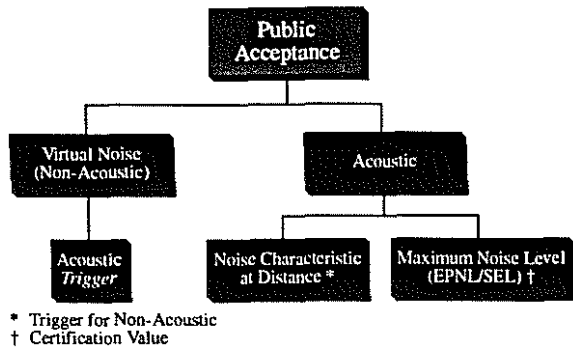 Public
Acceptance
Virtual Noise
(Non-Acoustic)
Acoustic
Acoustic
Trigger
Noise Characteristic
at Distance *
Maximum Noise Level
(EPNL/SEL) †
* Trigger for Non-Acoustic
† Certification Value